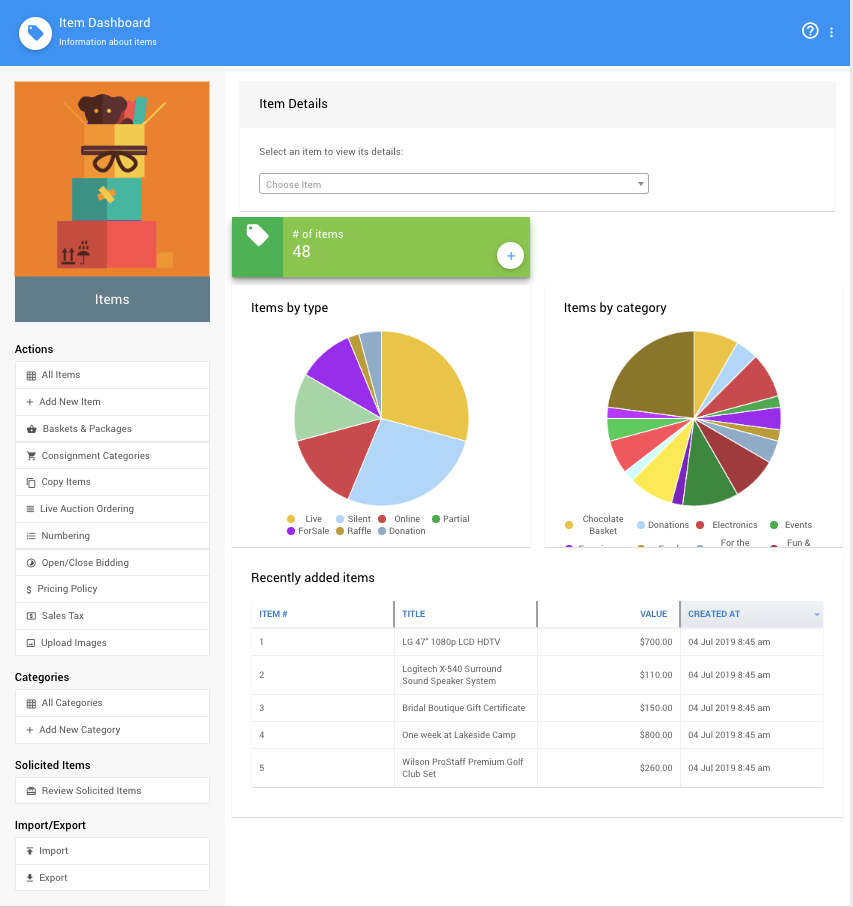 Item Dashboard
Information about items
Items
Actions
All Items
Add New Item
Baskets & Packages
Consignment Categories
Copy Items
Live Auction Ordering
Numbering
Open/Close Bidding
Pricing Policy
Sales Tax
Upload Images
Categories
All Categories
Add New Category
Solicited Items
Review Solicited Items
Import/Export
Import
Export
Item Details
Select an item to view its details:
Choose Item
# of items
48
Items by type
Live Silent Online Partial
ForSale Raffle Donation
Items by category
Chocolate
Basket Donations Electronics Events
For the Fun &
Recently added items
ITEM # TITLE VALUE CREATED AT
1 LG 47" 1080p LCD HDTV $700.00 04 Jul 2019 8:45 am
2 Logitech X-540 Surround
Sound Speaker System $110.00 04 Jul 2019 8:45 am
3 Bridal Boutique Gift Certificate $150.00 04 Jul 2019 8:45 am
4 One week at Lakeside Camp $800.00 04 Jul 2019 8:45 am
5 Wilson ProStaff Premium Golf
Club Set $260.00 04 Jul 2019 8:45 am